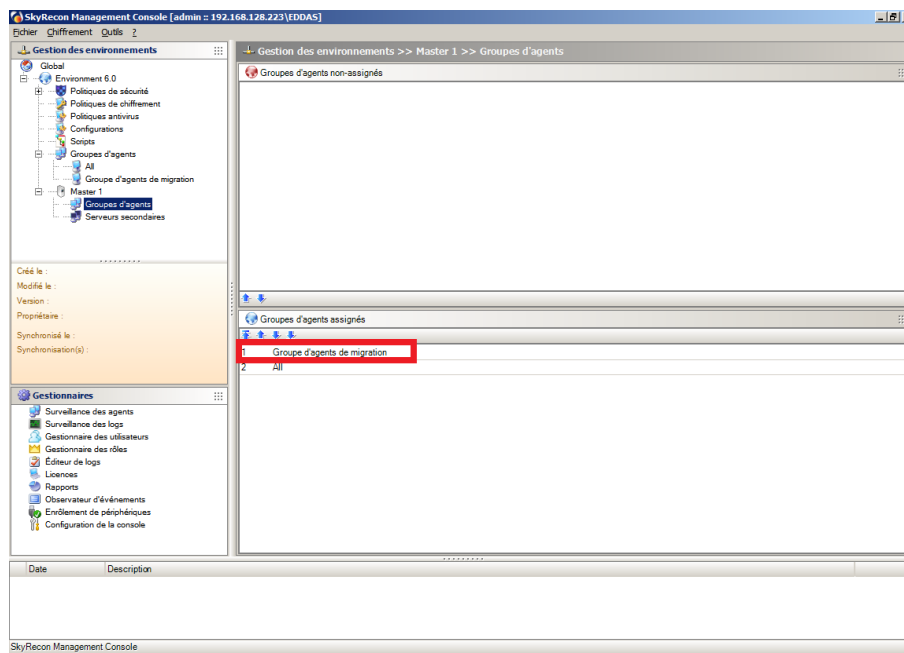 SkyRecon Management Console [admin :: 192.168.128.223\EDDAS]
Fichier Chiffrement Outils ?
Gestion des environnements
Global
Environment 6.0
Politiques de sécurité
Politiques de chiffrement
Politiques antivirus
Configurations
Scripts
Groupes d'agents
All
Groupe d'agents de migration
Master 1
Groupes d'agents
Serveurs secondaires
Créé le :
Modifié le :
Version :
Propriétaire :
Synchronisé le :
Synchronisation(s) :
Gestionnaires
Surveillance des agents
Surveillance des logs
Gestionnaire des utilisateurs
Gestionnaire des rôles
Éditeur de logs
Licences
Rapports
Observateur d'événements
Enrôlement de périphériques
Configuration de la console
Gestion des environnements >> Master 1 >> Groupes d'agents
Groupes d'agents non-assignés
Groupes d'agents assignés
1 Groupe d'agents de migration
2 All
Date Description
SkyRecon Management Console